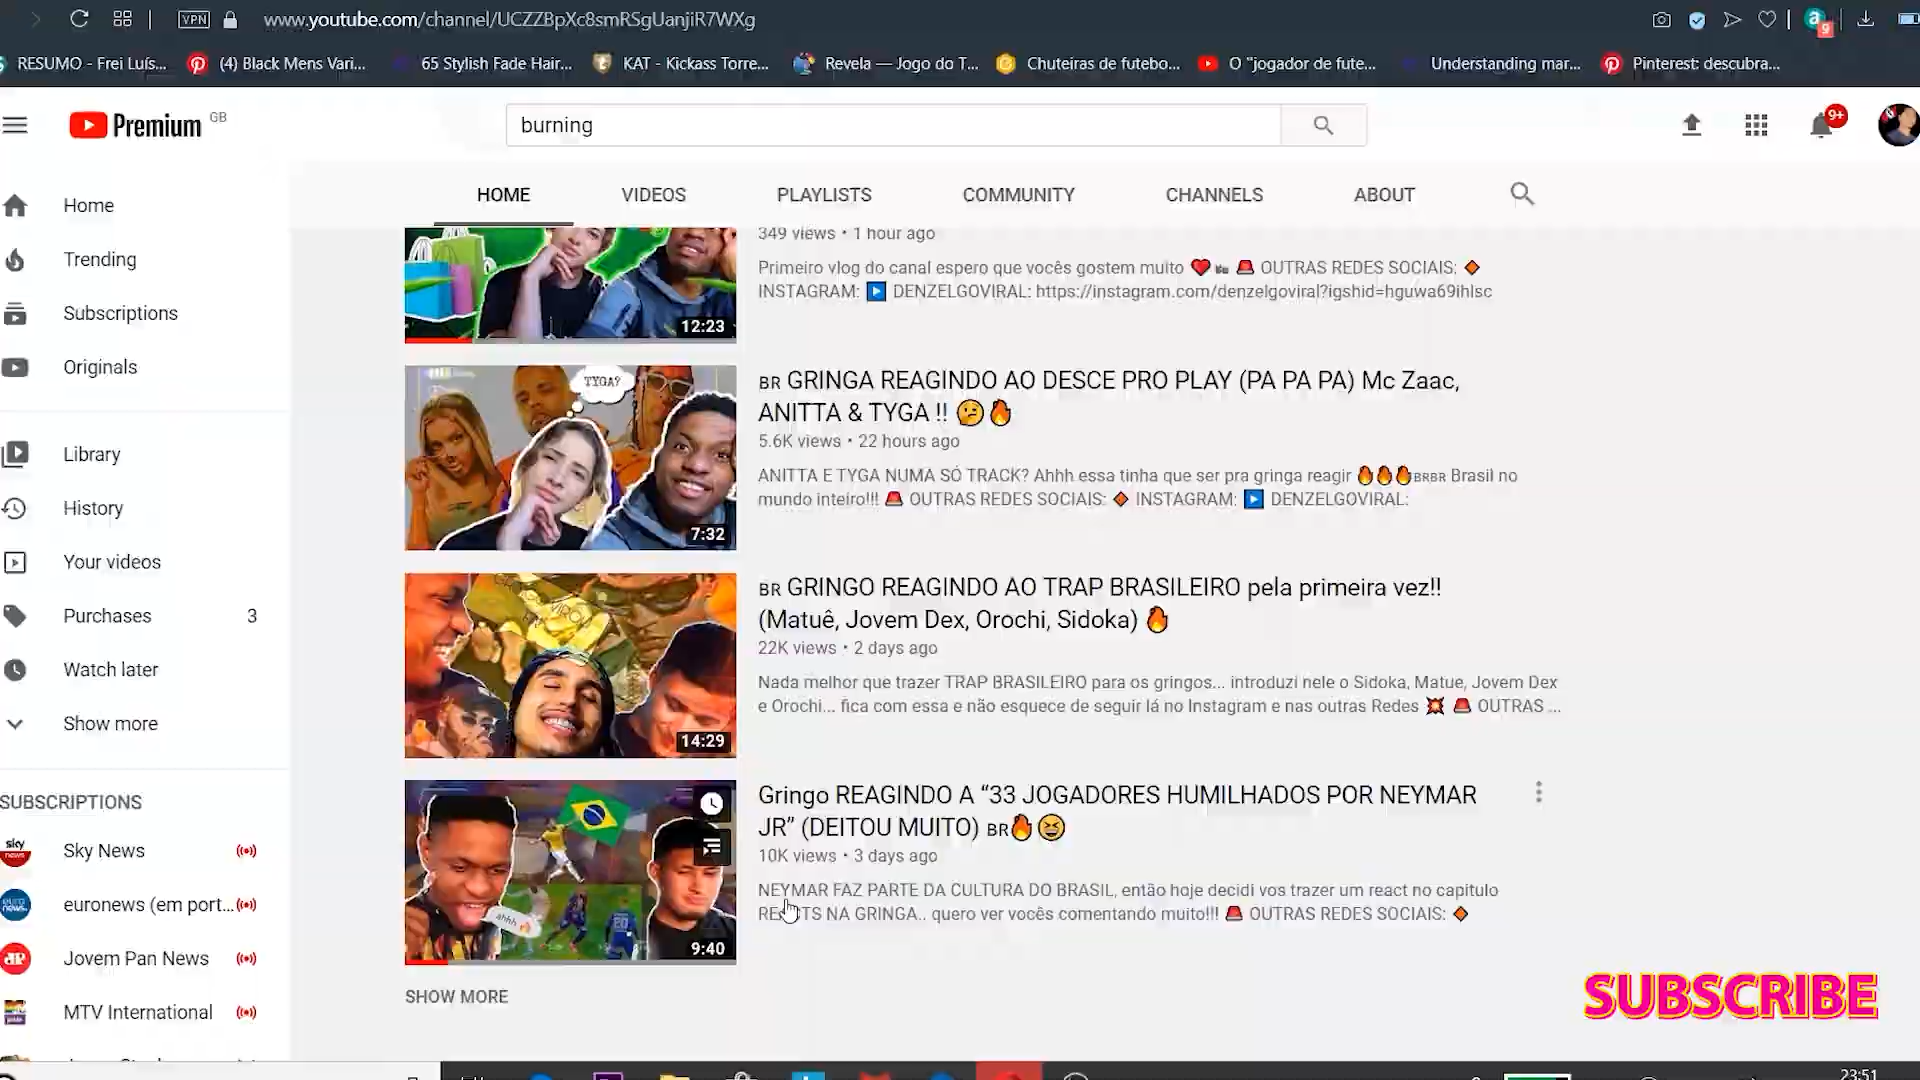 VPN www.youtube.com/channel/UCZZBpXc8smRSgUanjiR7WXg
9
RESUMO - Frei Luís... (4) Black Mens Vari... 65 Stylish Fade Hair... KAT - Kickass Torre... Revela — Jogo do T... Chuteiras de futebo... O "jogador de fute... Understanding mar... Pinterest: descubra...
Premium GB burning 9+
HOME VIDEOS PLAYLISTS COMMUNITY CHANNELS ABOUT
Home
Trending
Subscriptions
Originals
Library
History
Your videos
Purchases 3
Watch later
Show more
SUBSCRIPTIONS
sky news Sky News
euro news. euronews (em port...
JP Jovem Pan News
MTV International
12:23
349 views • 1 hour ago
Primeiro vlog do canal espero que vocês gostem muito ❤️ 🚨 OUTRAS REDES SOCIAIS: 🔶
INSTAGRAM: ▶️ DENZELGOVIRAL: https://instagram.com/denzelgoviral?igshid=hguwa69ihlsc
TYGA?
7:32
BR GRINGA REAGINDO AO DESCE PRO PLAY (PA PA PA) Mc Zaac,
ANITTA & TYGA !! 🤔🔥
5.6K views • 22 hours ago
ANITTA E TYGA NUMA SÓ TRACK? Ahhh essa tinha que ser pra gringa reagir 🔥🔥🔥BRBR Brasil no
mundo inteiro!!! 🚨 OUTRAS REDES SOCIAIS: 🔶 INSTAGRAM: ▶️ DENZELGOVIRAL:
14:29
BR GRINGO REAGINDO AO TRAP BRASILEIRO pela primeira vez!!
(Matuê, Jovem Dex, Orochi, Sidoka) 🔥
22K views • 2 days ago
Nada melhor que trazer TRAP BRASILEIRO para os gringos... introduzi nele o Sidoka, Matue, Jovem Dex
e Orochi... fica com essa e não esquece de seguir lá no Instagram e nas outras Redes 💥 🚨 OUTRAS ...
ahhh
9:40
Gringo REAGINDO A “33 JOGADORES HUMILHADOS POR NEYMAR
JR” (DEITOU MUITO) BR🔥😆
10K views • 3 days ago
NEYMAR FAZ PARTE DA CULTURA DO BRASIL, então hoje decidi vos trazer um react no capitulo
NA GRINGA.. quero ver vocês comentando muito!!! 🚨 OUTRAS REDES SOCIAIS: 🔶
SHOW MORE
SUBSCRIBE
23:51